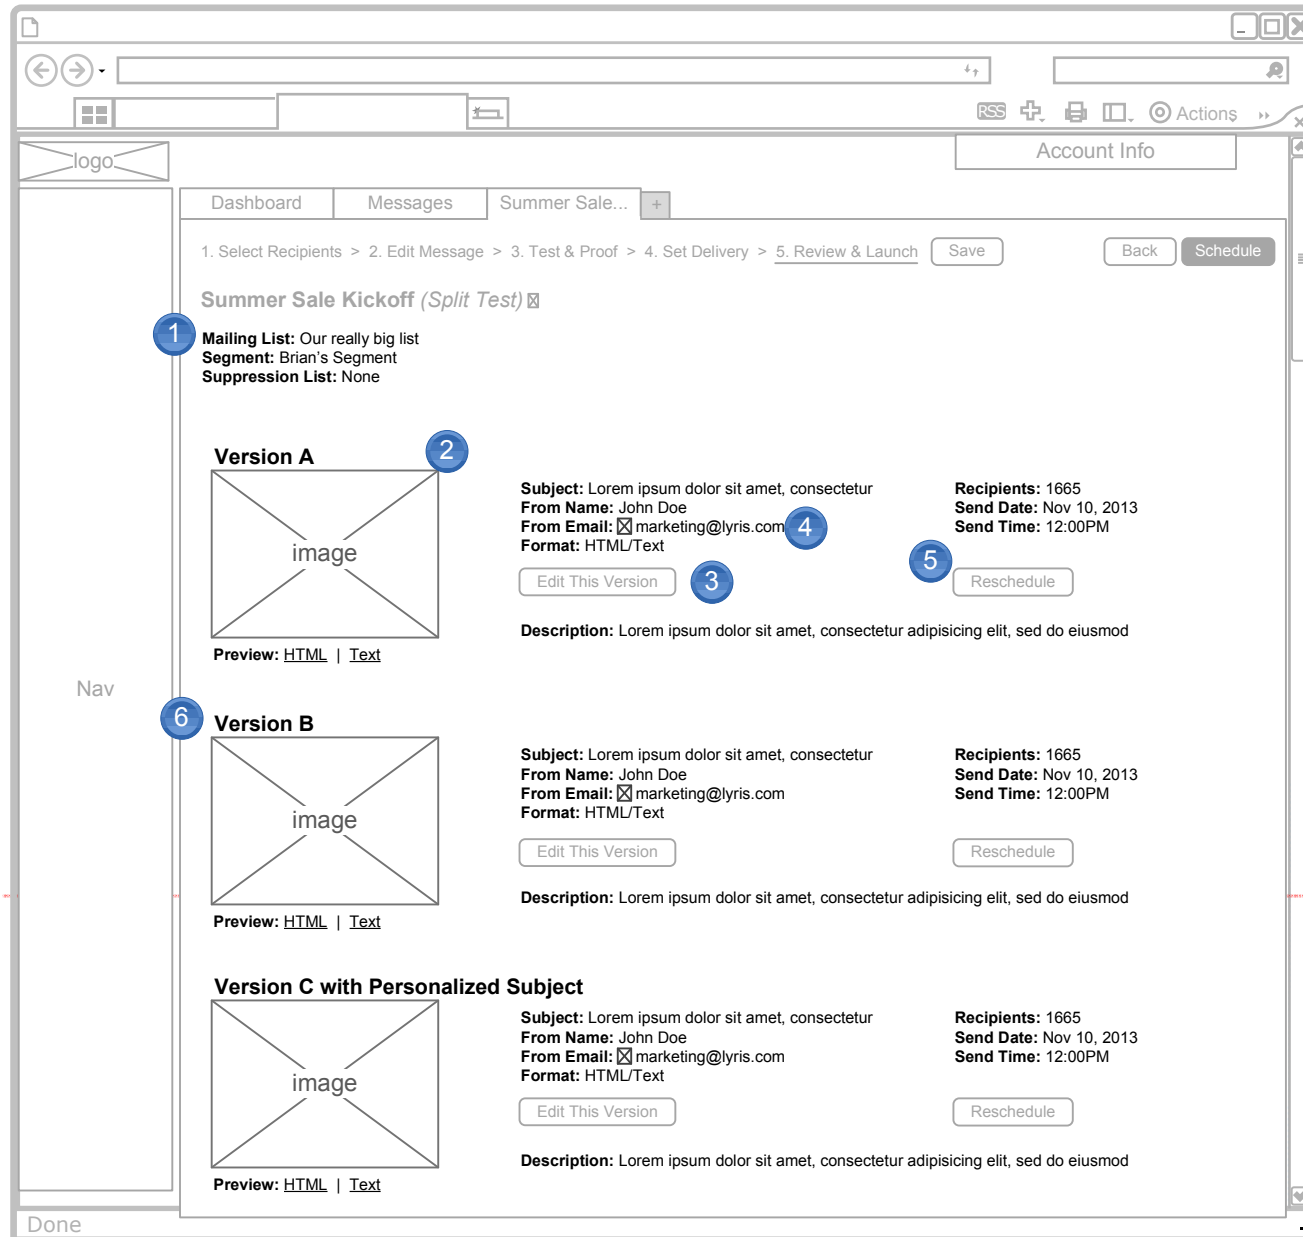 RSS
Actions
logo
Account Info
Dashboard
Messages
Summer Sale...
+
1. Select Recipients > 2. Edit Message > 3. Test & Proof > 4. Set Delivery > 5. Review & Launch
Save
Back
Schedule
Summer Sale Kickoff (Split Test)
1
Mailing List: Our really big list
Segment: Brian's Segment
Suppression List: None
Nav
Version A
2
image
Preview: HTML | Text
Subject: Lorem ipsum dolor sit amet, consectetur
From Name: John Doe
From Email: marketing@lyris.com
4
Format: HTML/Text
Edit This Version
3
Recipients: 1665
Send Date: Nov 10, 2013
Send Time: 12:00PM
5
Reschedule
Description: Lorem ipsum dolor sit amet, consectetur adipisicing elit, sed do eiusmod
6
Version B
image
Preview: HTML | Text
Subject: Lorem ipsum dolor sit amet, consectetur
From Name: John Doe
From Email: marketing@lyris.com
Format: HTML/Text
Edit This Version
Recipients: 1665
Send Date: Nov 10, 2013
Send Time: 12:00PM
Reschedule
Description: Lorem ipsum dolor sit amet, consectetur adipisicing elit, sed do eiusmod
Version C with Personalized Subject
image
Preview: HTML | Text
Subject: Lorem ipsum dolor sit amet, consectetur
From Name: John Doe
From Email: marketing@lyris.com
Format: HTML/Text
Edit This Version
Recipients: 1665
Send Date: Nov 10, 2013
Send Time: 12:00PM
Reschedule
Description: Lorem ipsum dolor sit amet, consectetur adipisicing elit, sed do eiusmod
Done